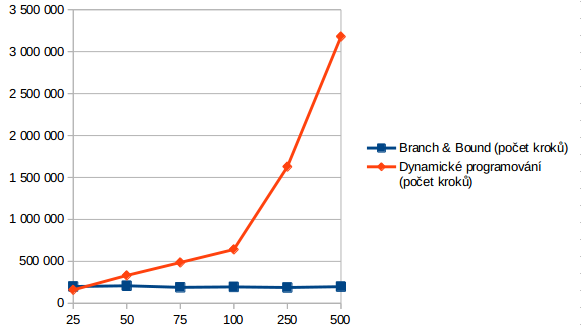 3 500 000
3 000 000
2 500 000
2 000 000
1 500 000
1 000 000
500 000
0
25 50 75 100 250 500
Branch & Bound (počet kroků)
Dynamické programování
(počet kroků)